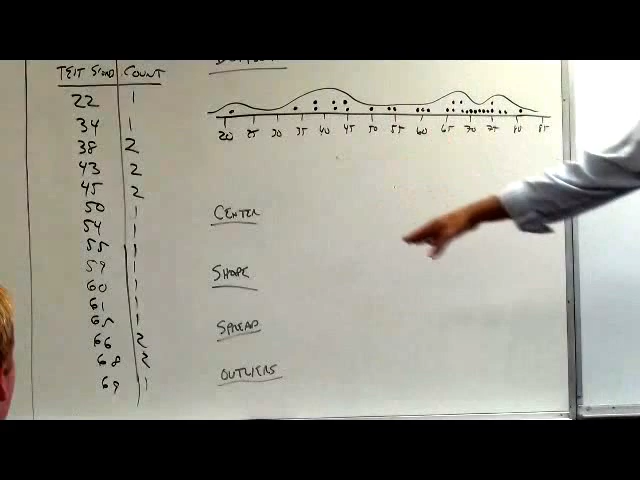 TEST SCORE COUNT
22 1
34 1
38 2
43 2
45 2
50 1
54 1
55 1
59 1
60 1
61 1
65 1
66 2
68 2
69 1
20 25 30 35 40 45 50 55 60 65 70 75 80 85
CENTER
SHAPE
SPREAD
OUTLIERS